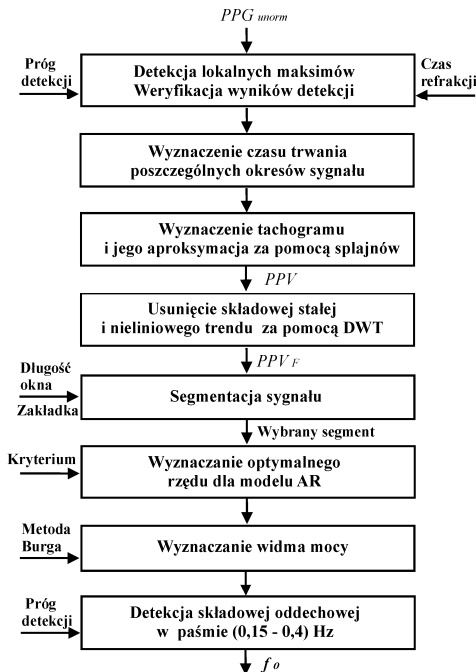 PPG unorm
Próg
detekcji
Detekcja lokalnych maksimów
Weryfikacja wyników detekcji
Czas
refrakcji
Wyznaczenie czasu trwania
poszczególnych okresów sygnału
Wyznaczenie tachogramu
i jego aproksymacja za pomocą splajnów
PPV
Usunięcie składowej stałej
i nieliniowego trendu za pomocą DWT
PPV F
Długość
okna
Zakładka
Segmentacja sygnału
Wybrany segment
Kryterium
Wyznaczanie optymalnego
rzędu dla modelu AR
Metoda
Burga
Wyznaczanie widma mocy
Próg
detekcji
Detekcja składowej oddechowej
w paśmie (0,15 - 0,4) Hz
f o